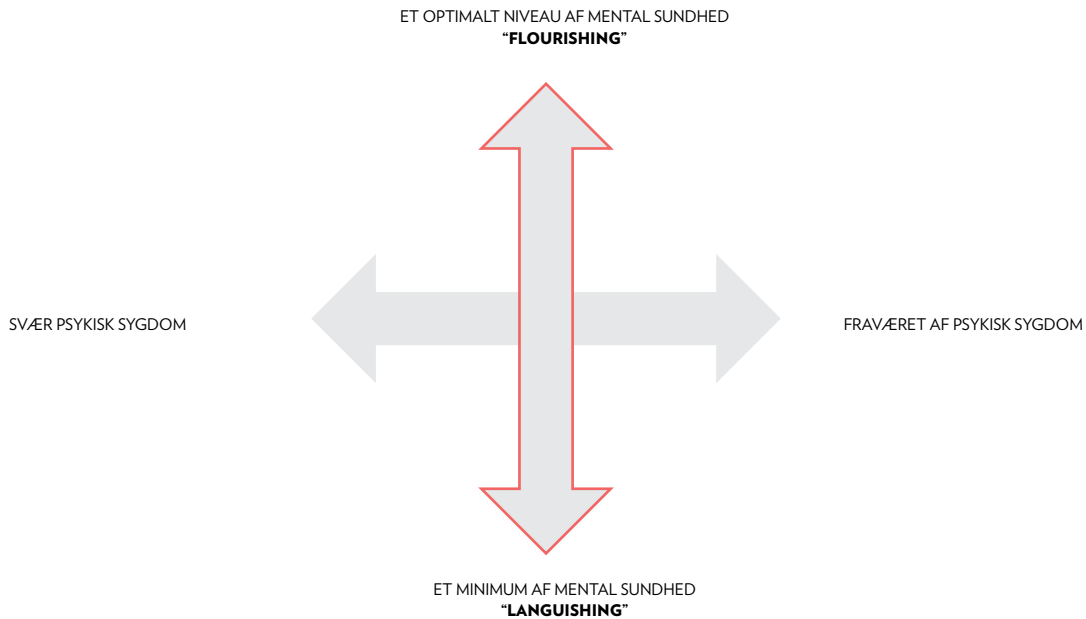 ET OPTIMALT NIVEAU AF MENTAL SUNDHED
“FLOURISHING”
SVÆR PSYKISK SYGDOM
FRAVÆRET AF PSYKISK SYGDOM
ET MINIMUM AF MENTAL SUNDHED
“LANGUISHING”